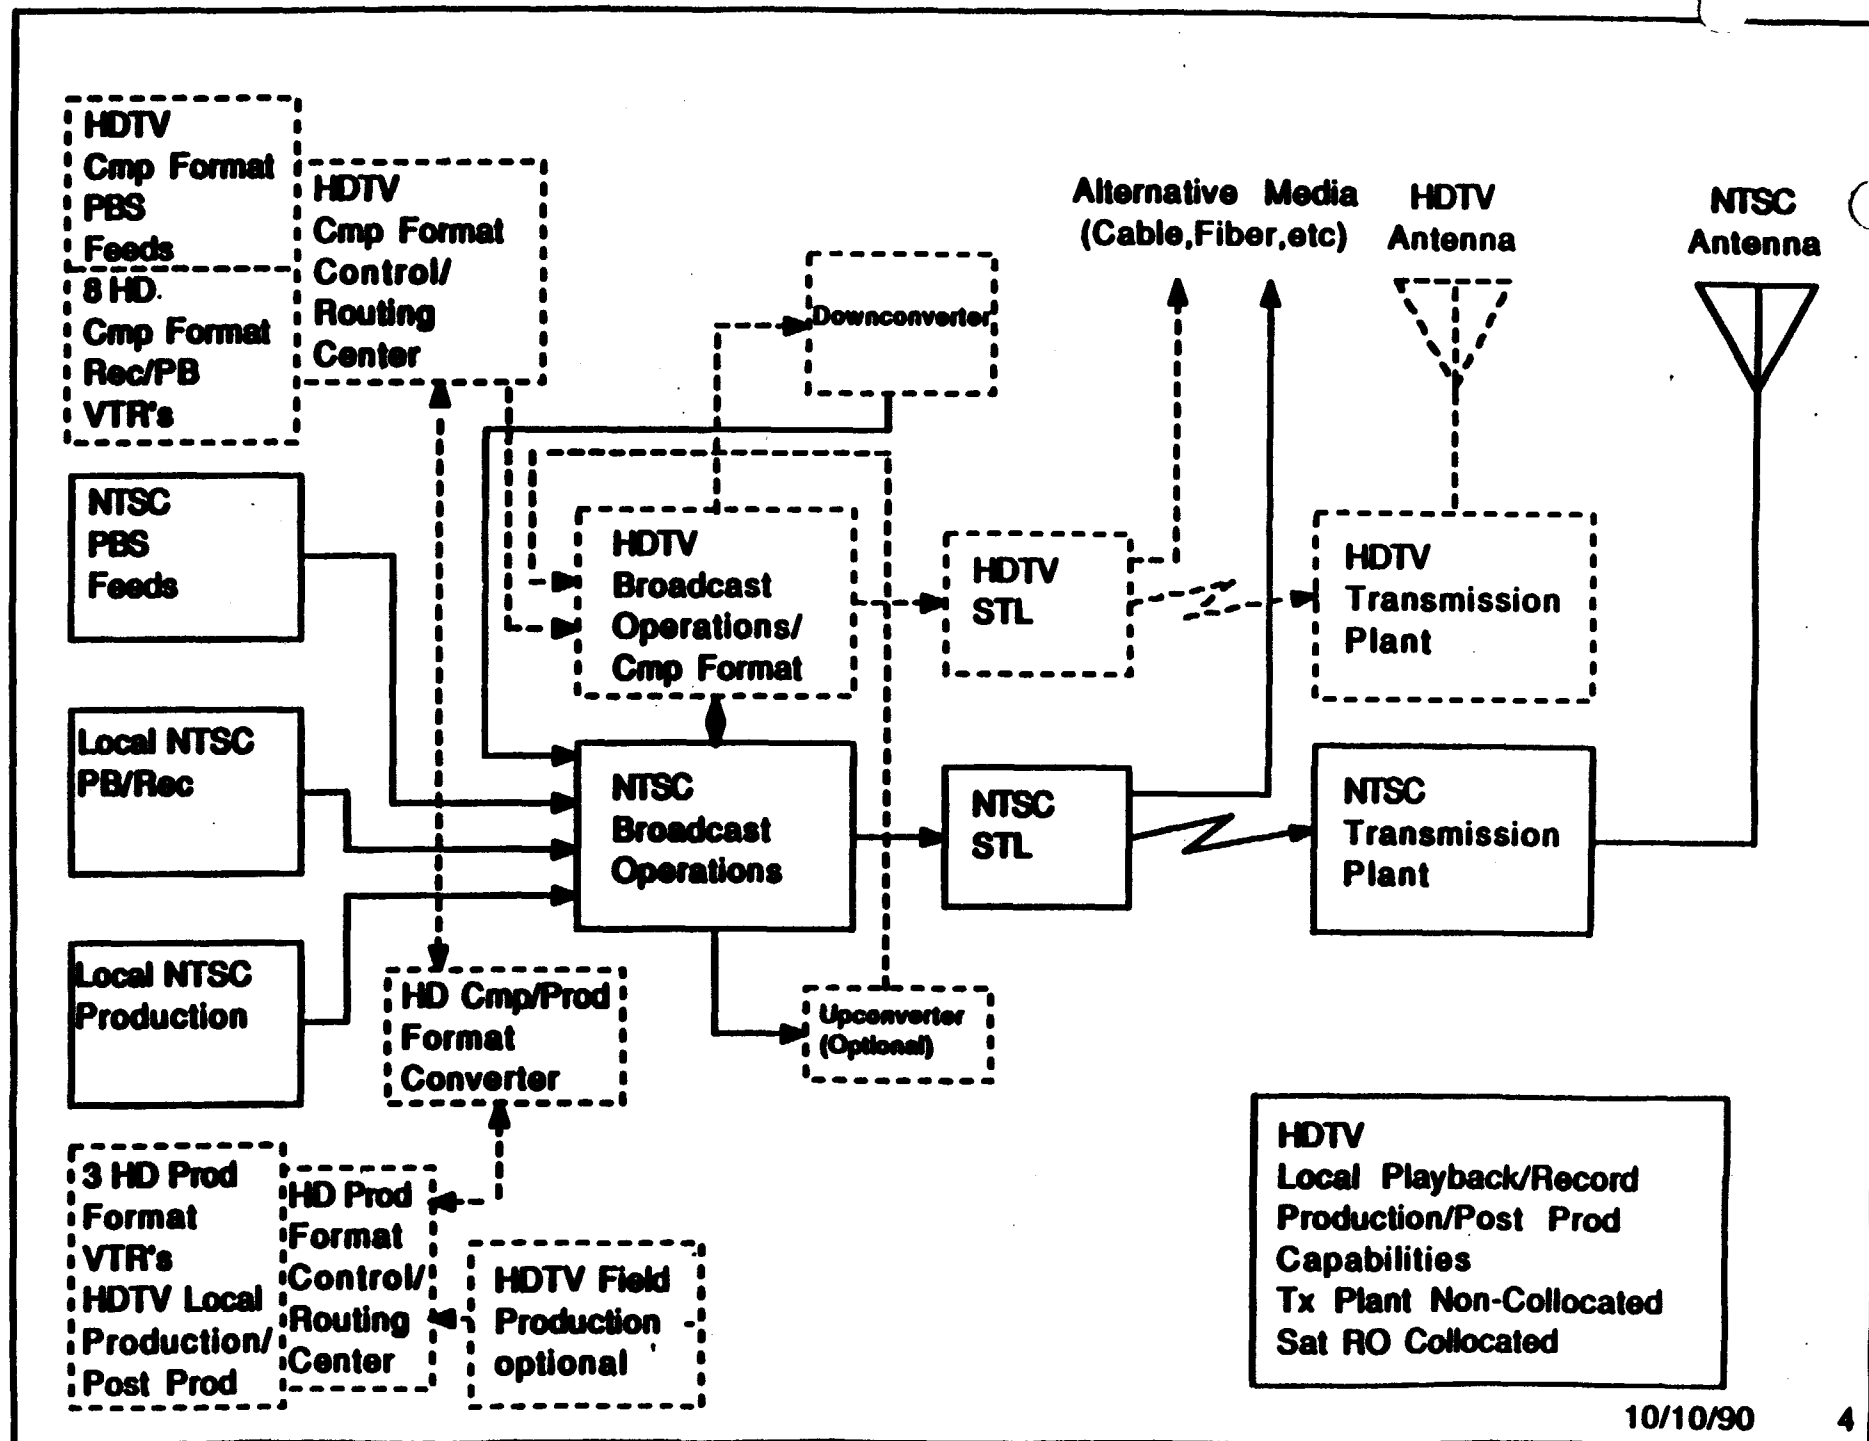 HDTV
Cmp Format
PBS
Feeds
8 HD
Cmp Format
Rec/PB
VTR's
HDTV
Cmp Format
Control/
Routing
Center
Downconverter
Alternative Media
(Cable,Fiber,etc)
HDTV
Antenna
NTSC
Antenna
NTSC
PBS
Feeds
HDTV
Broadcast
Operations/
Cmp Format
HDTV
STL
HDTV
Transmission
Plant
Local NTSC
PB/Rec
NTSC
Broadcast
Operations
NTSC
STL
NTSC
Transmission
Plant
Local NTSC
Production
HD Cmp/Prod
Format
Converter
Upconverter
(Optional)
3 HD Prod
Format
VTR's
HDTV Local
Production/
Post Prod
HD Prod
Format
Control/
Routing
Center
HDTV Field
Production
optional
HDTV
Local Playback/Record
Production/Post Prod
Capabilities
Tx Plant Non-Collocated
Sat RO Collocated
10/10/90
4